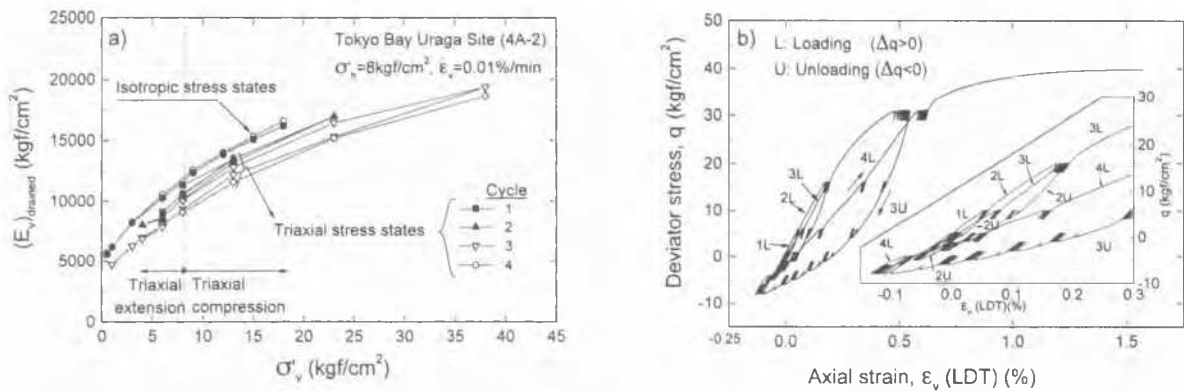 a)
Tokyo Bay Uraga Site (4A-2)
σ'h=8kgf/cm², ε̇v=0.01%/min
Isotropic stress states
Triaxial stress states
Cycle
1
2
3
4
Triaxial extension
Triaxial compression
(Ev)drained (kgf/cm²)
25000
20000
15000
10000
5000
0
0 5 10 15 20 25 30 35 40 45
σ'v (kgf/cm²)
b)
L: Loading (Δq>0)
U: Unloading (Δq<0)
Deviator stress, q (kgf/cm²)
50
40
30
20
10
0
-10
-0.25 0.0 0.5 1.0 1.5
Axial strain, εv (LDT) (%)
3L
2L
1L
4L
3U
30
20
10
0
-10
q (kgf/cm²)
3L
3L
2L
4L
1L
2U
2U
4L
2U
3U
-0.1 0.0 0.1 0.2 0.3
εv (LDT)(%)